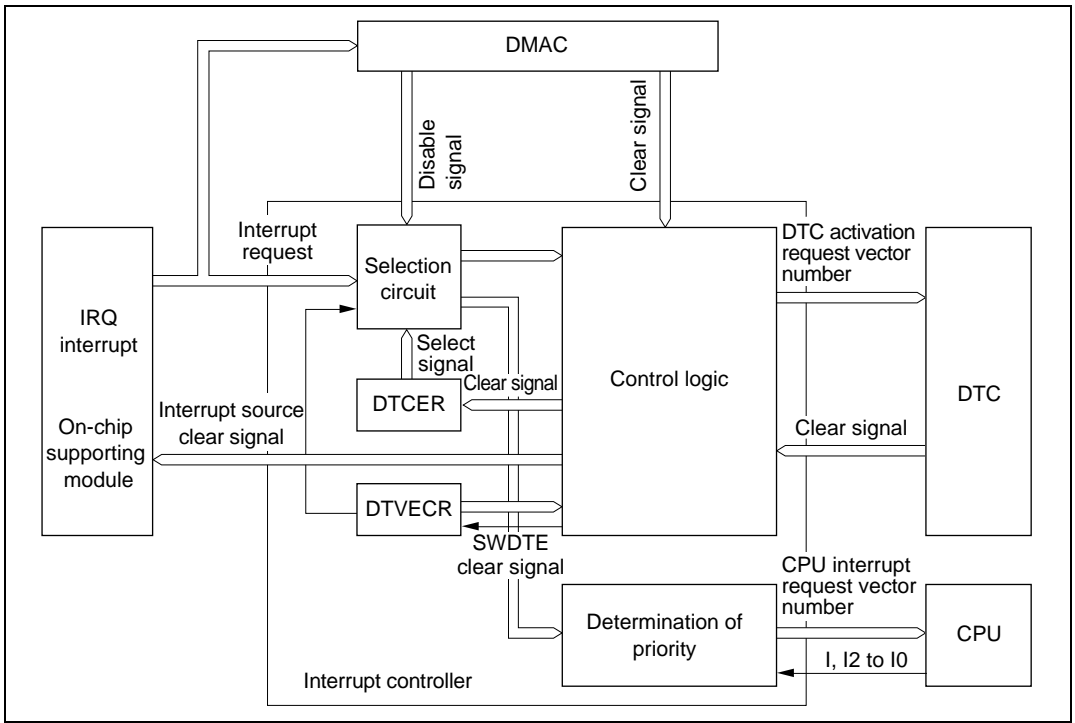 DMAC
Disable
signal
Clear signal
Interrupt
request
Selection
circuit
DTC activation
request vector
number
IRQ
interrupt
On-chip
supporting
module
Select
signal
DTCER
Clear signal
Control logic
DTC
Interrupt source
clear signal
Clear signal
DTVECR
SWDTE
clear signal
CPU interrupt
request vector
number
Determination of
priority
CPU
I, I2 to I0
Interrupt controller